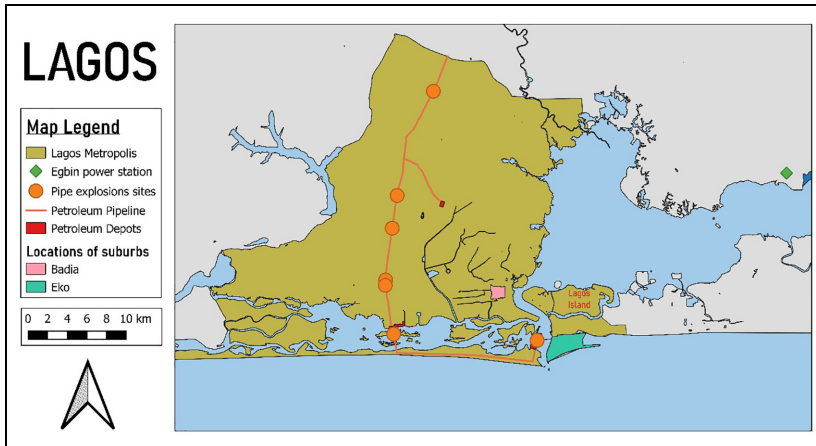 LAGOS
Map Legend
Lagos Metropolis
Egbin power station
Pipe explosions sites
Petroleum Pipeline
Petroleum Depots
Locations of suburbs
Badia
Eko
0 2 4 6 8 10 km
Lagos
Island